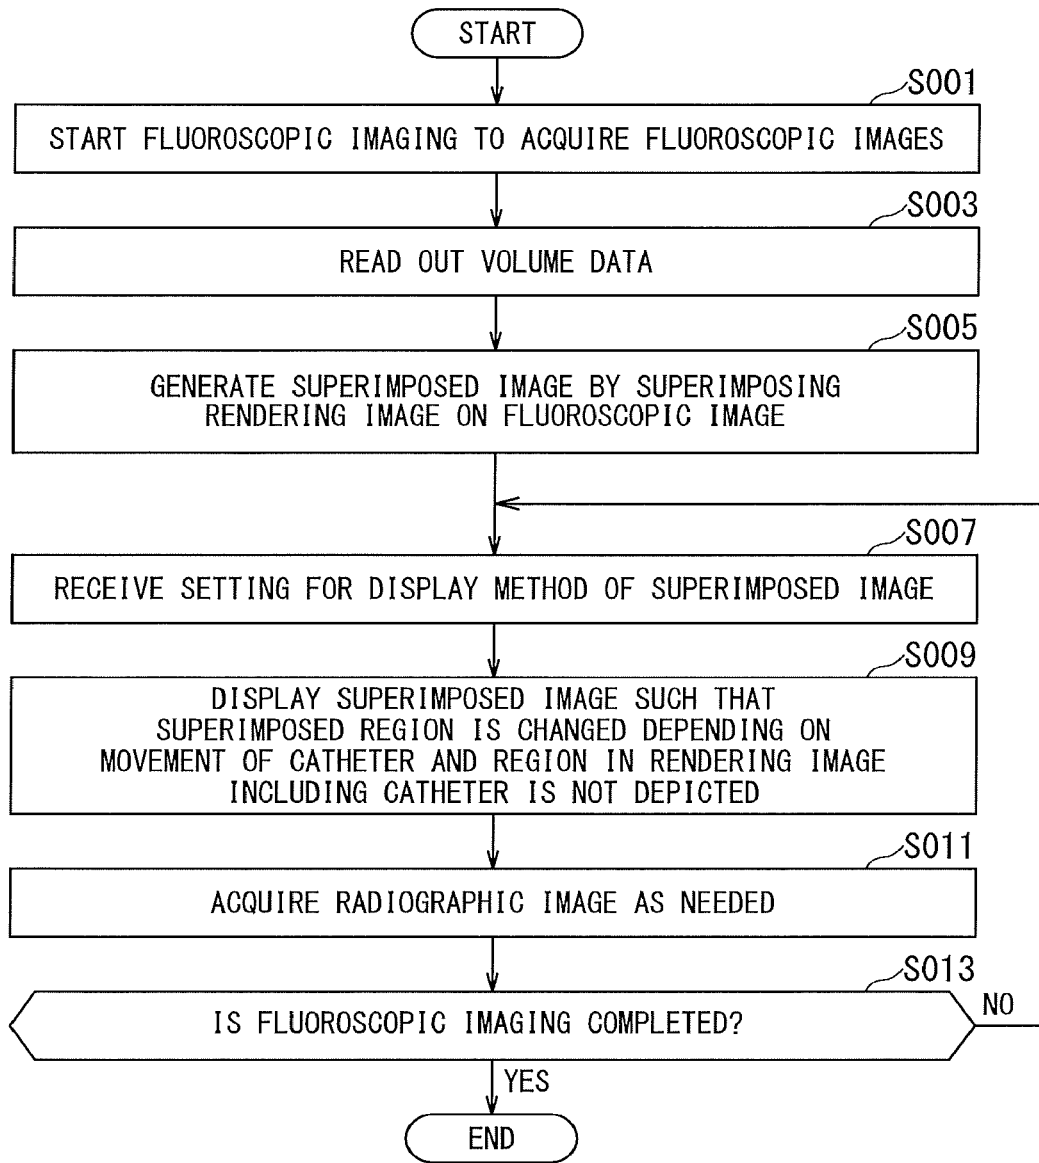 START
S001
START FLUOROSCOPIC IMAGING TO ACQUIRE FLUOROSCOPIC IMAGES
S003
READ OUT VOLUME DATA
S005
GENERATE SUPERIMPOSED IMAGE BY SUPERIMPOSING
RENDERING IMAGE ON FLUOROSCOPIC IMAGE
S007
RECEIVE SETTING FOR DISPLAY METHOD OF SUPERIMPOSED IMAGE
S009
DISPLAY SUPERIMPOSED IMAGE SUCH THAT
SUPERIMPOSED REGION IS CHANGED DEPENDING ON
MOVEMENT OF CATHETER AND REGION IN RENDERING IMAGE
INCLUDING CATHETER IS NOT DEPICTED
S011
ACQUIRE RADIOGRAPHIC IMAGE AS NEEDED
S013
IS FLUOROSCOPIC IMAGING COMPLETED?
NO
YES
END